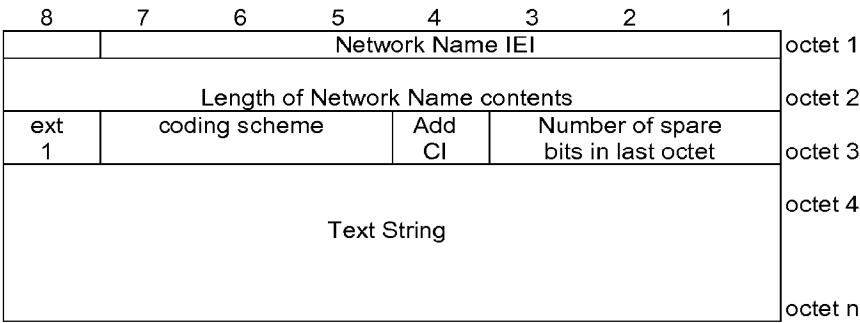 8 7 6 5 4 3 2 1
Network Name IEI octet 1
Length of Network Name contents octet 2
ext coding scheme Add Number of spare
1 CI bits in last octet octet 3
octet 4
Text String
octet n